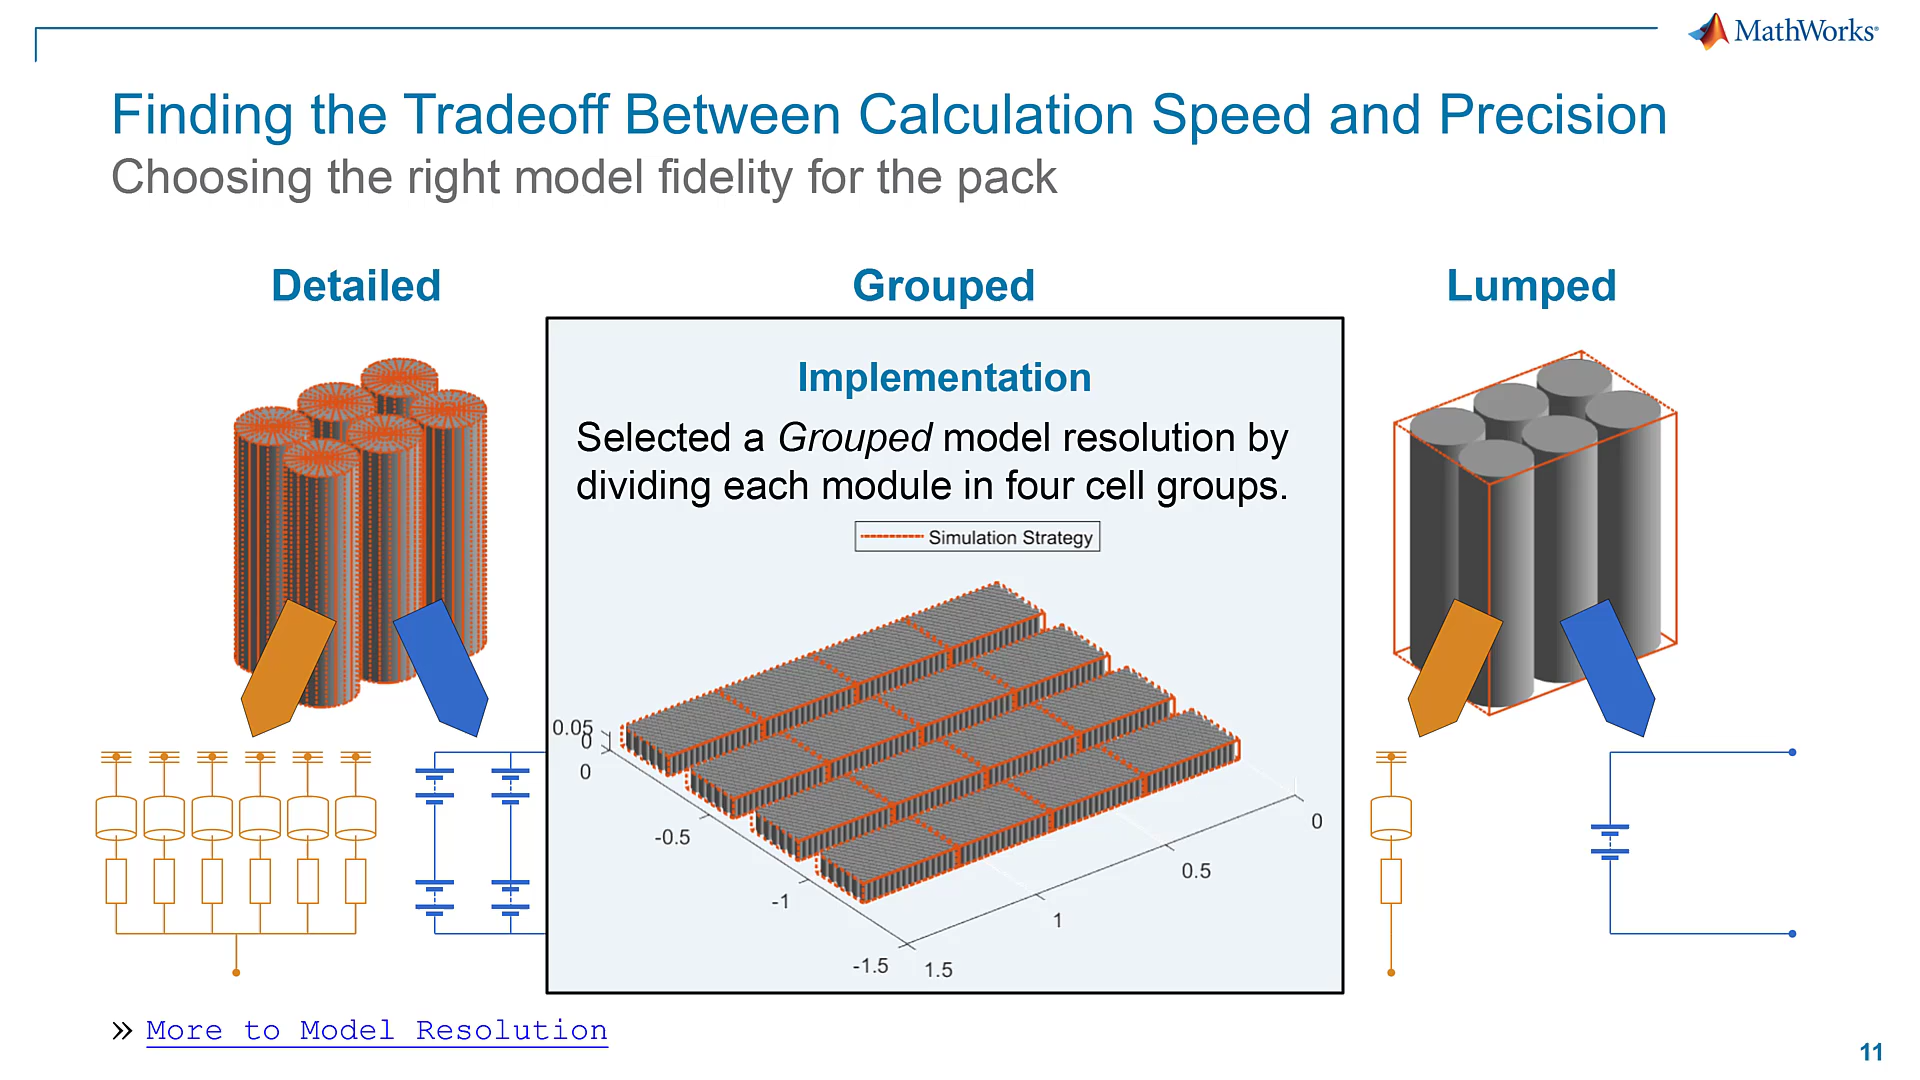 MathWorks®
Finding the Tradeoff Between Calculation Speed and Precision
Choosing the right model fidelity for the pack
Detailed
Grouped
Lumped
Implementation
Selected a Grouped model resolution by
dividing each module in four cell groups.
Simulation Strategy
0.05
0
0
-0.5
-1
-1.5
1.5
1
0.5
0
» More to Model Resolution
11